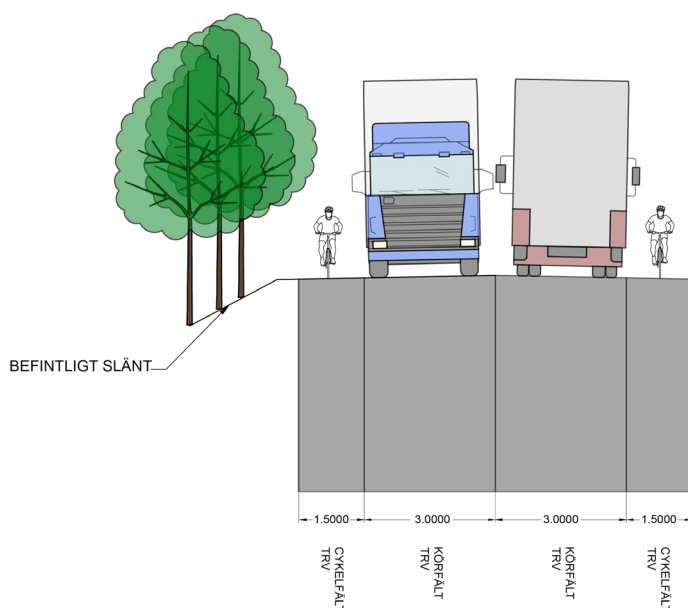 BEFINTLIGT SLÄNT
1.5000
3.0000
3.0000
1.5000
CYKELFÄLT
TRV
KÖRFÄLT
TRV
KÖRFÄLT
TRV
CYKELFÄLT
TRV